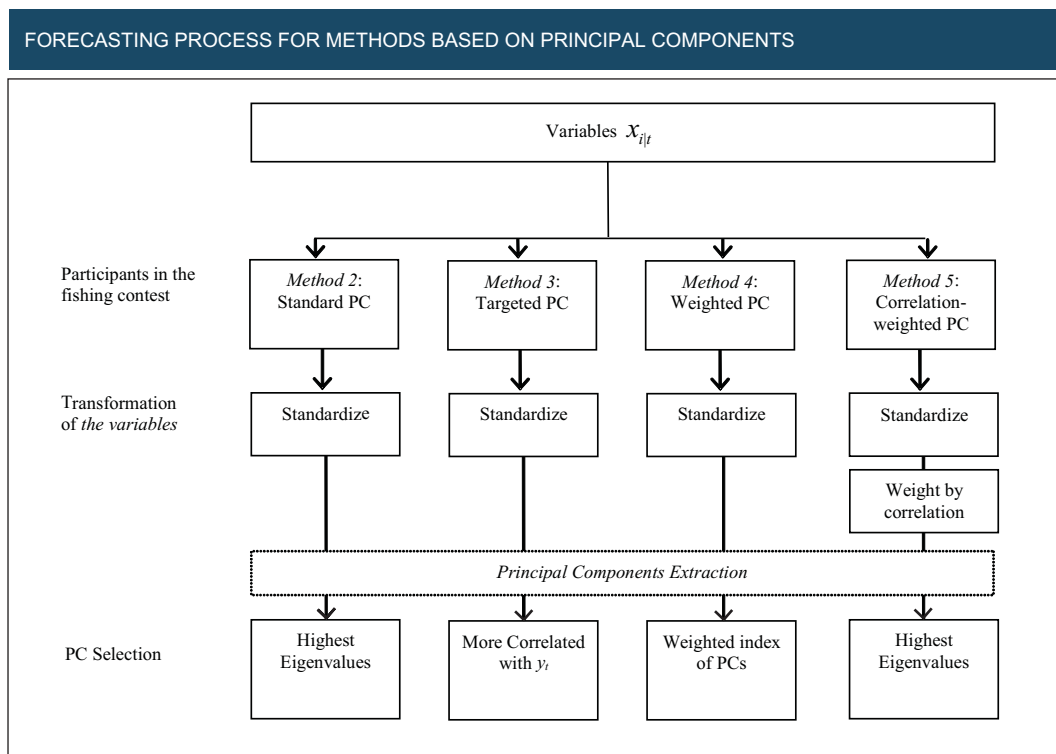 FORECASTING PROCESS FOR METHODS BASED ON PRINCIPAL COMPONENTS
Variables x i|t
Participants in the
fishing contest
Method 2:
Standard PC
Method 3:
Targeted PC
Method 4:
Weighted PC
Method 5:
Correlation-
weighted PC
Transformation
of the variables
Standardize
Standardize
Standardize
Standardize
Weight by
correlation
Principal Components Extraction
PC Selection
Highest
Eigenvalues
More Correlated
with yt
Weighted index
of PCs
Highest
Eigenvalues